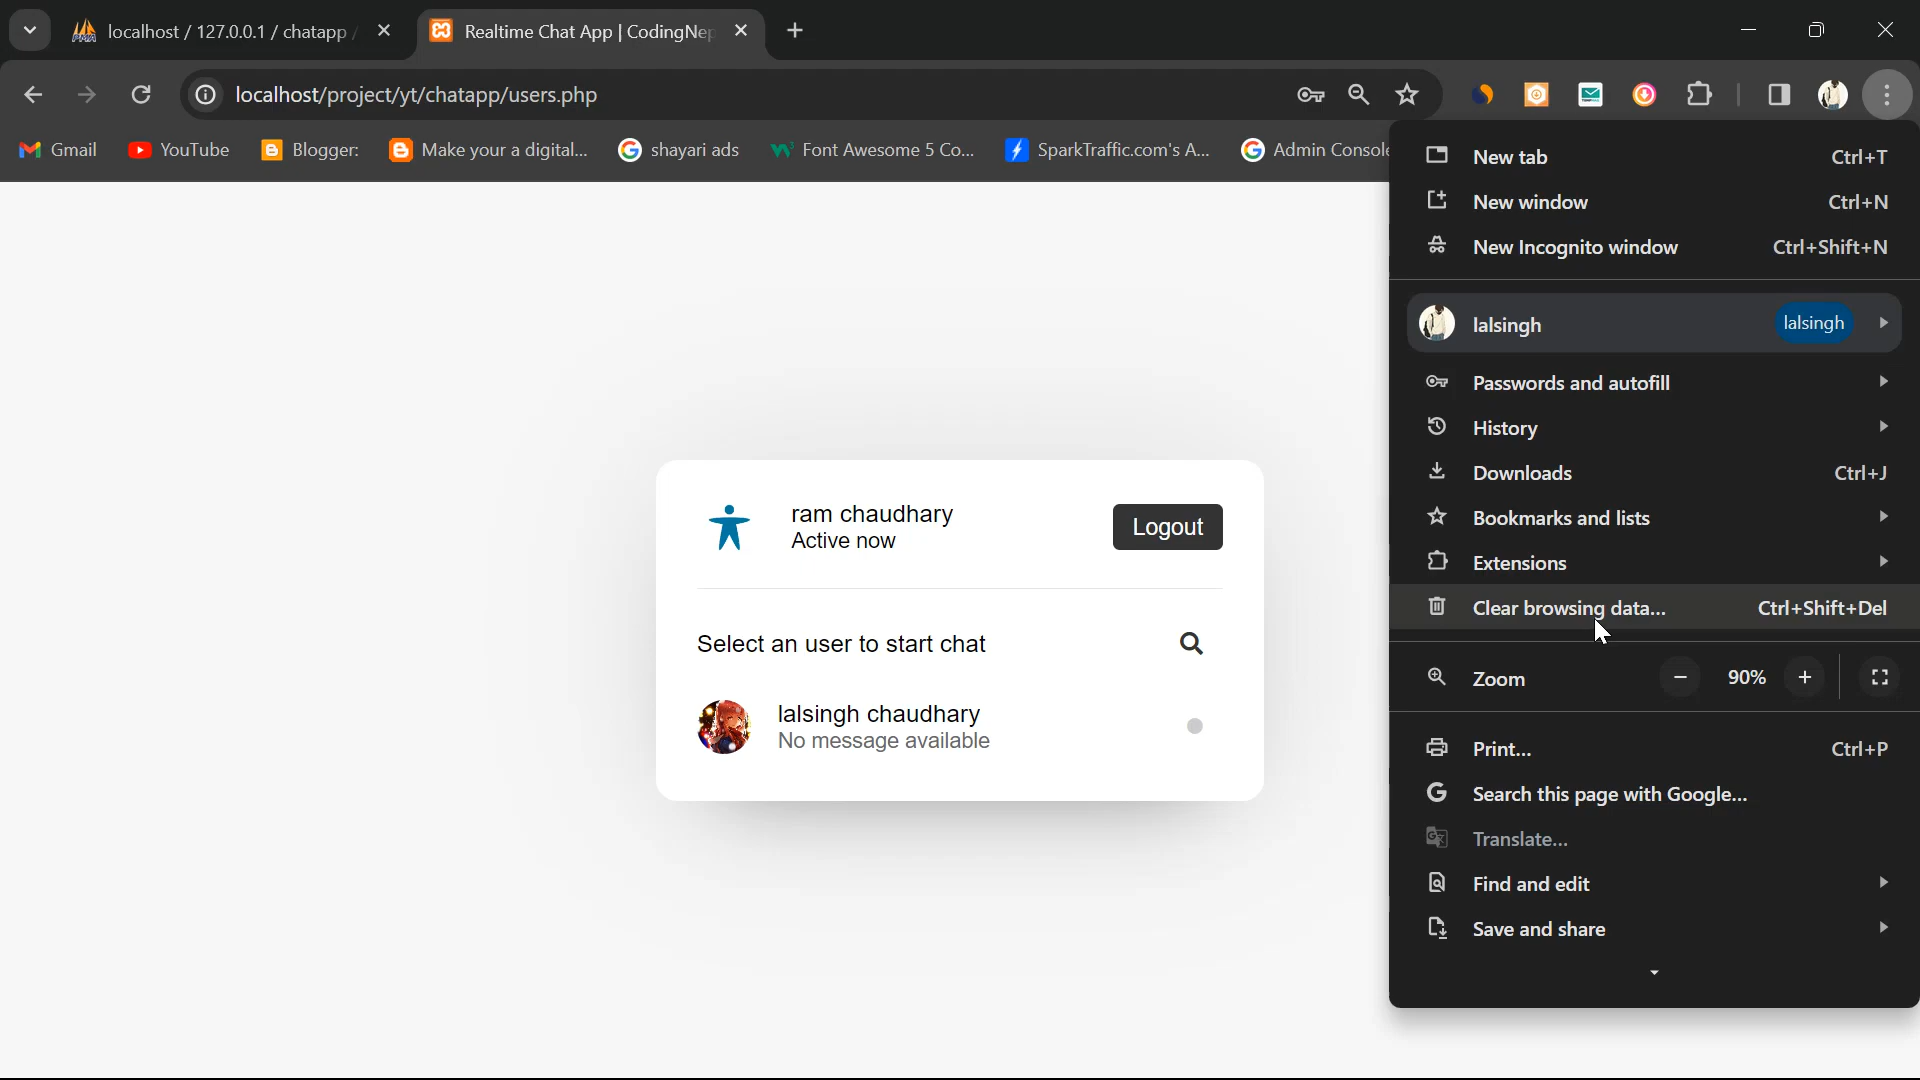 localhost / 127.0.0.1 / chatapp /
Realtime Chat App | CodingNep
localhost/project/yt/chatapp/users.php
Gmail
YouTube
Blogger:
Make your a digital...
shayari ads
Font Awesome 5 Co...
SparkTraffic.com's A...
Admin Console
New tab Ctrl+T
New window Ctrl+N
New Incognito window Ctrl+Shift+N
lalsingh lalsingh
Passwords and autofill
History
Downloads Ctrl+J
Bookmarks and lists
Extensions
Clear browsing data... Ctrl+Shift+Del
Zoom − 90% +
Print... Ctrl+P
Search this page with Google...
Translate...
Find and edit
Save and share
ram chaudhary
Active now
Logout
Select an user to start chat
lalsingh chaudhary
No message available